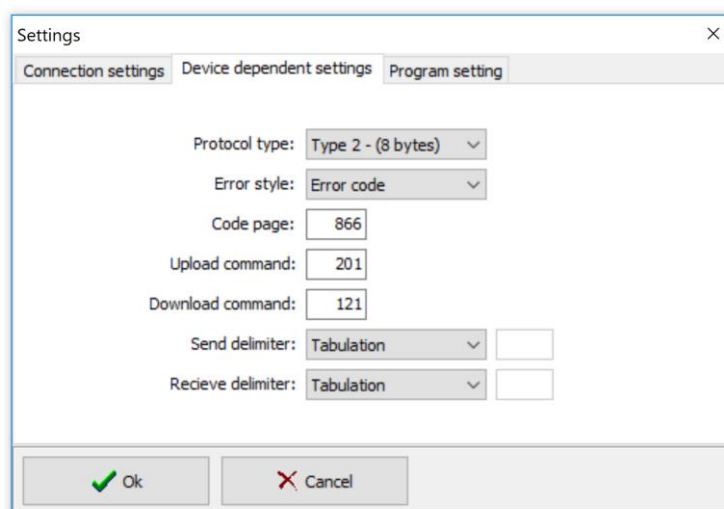 Settings
Connection settings Device dependent settings Program setting
Protocol type: Type 2 - (8 bytes)
Error style: Error code
Code page: 866
Upload command: 201
Download command: 121
Send delimiter: Tabulation
Recieve delimiter: Tabulation
Ok Cancel